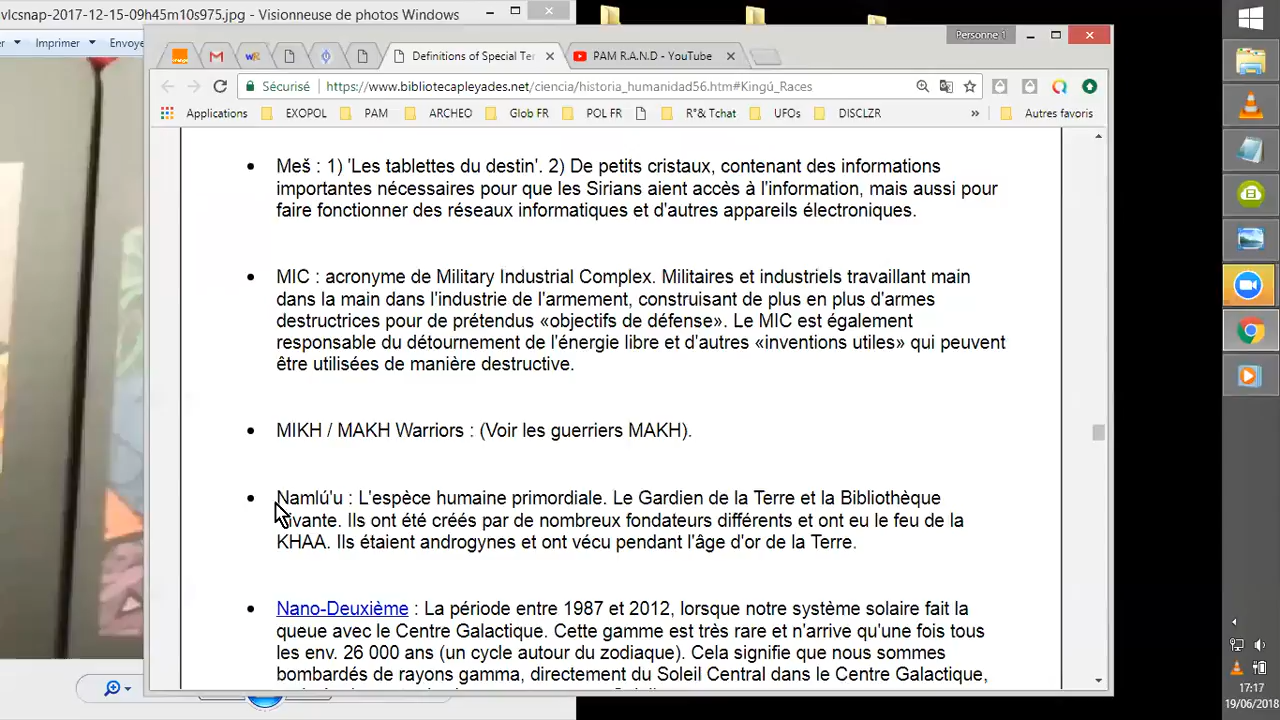 vlcsnap-2017-12-15-09h45m10s975.jpg - Visionneuse de photos Windows
Imprimer
Envoye
Personne 1
Definitions of Special Ter
PAM R.A.N.D - YouTube
Sécurisé
https://www.bibliotecapleyades.net/ciencia/historia_humanidad56.htm#Kingú_Races
Applications
EXOPOL
PAM
ARCHEO
Glob FR
POL FR
R°& Tchat
UFOs
DISCLZR
»
Autres favoris
• Meš : 1) 'Les tablettes du destin'. 2) De petits cristaux, contenant des informations
importantes nécessaires pour que les Sirians aient accès à l'information, mais aussi pour
faire fonctionner des réseaux informatiques et d'autres appareils électroniques.
• MIC : acronyme de Military Industrial Complex. Militaires et industriels travaillant main
dans la main dans l'industrie de l'armement, construisant de plus en plus d'armes
destructrices pour de prétendus «objectifs de défense». Le MIC est également
responsable du détournement de l'énergie libre et d'autres «inventions utiles» qui peuvent
être utilisées de manière destructive.
• MIKH / MAKH Warriors : (Voir les guerriers MAKH).
• Namlú'u : L'espèce humaine primordiale. Le Gardien de la Terre et la Bibliothèque
vivante. Ils ont été créés par de nombreux fondateurs différents et ont eu le feu de la
KHAA. Ils étaient androgynes et ont vécu pendant l'âge d'or de la Terre.
• Nano-Deuxième : La période entre 1987 et 2012, lorsque notre système solaire fait la
queue avec le Centre Galactique. Cette gamme est très rare et n'arrive qu'une fois tous
les env. 26 000 ans (un cycle autour du zodiaque). Cela signifie que nous sommes
bombardés de rayons gamma, directement du Soleil Central dans le Centre Galactique,
17:17
19/06/2018